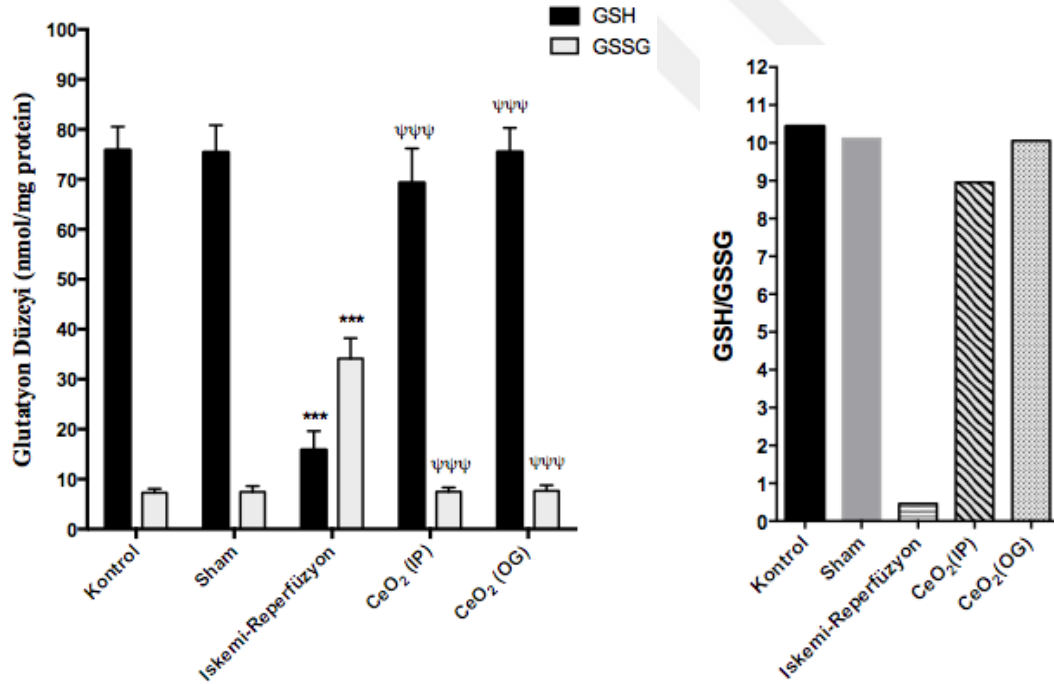 GSH
GSSG
Glutatyon Düzeyi (nmol/mg protein)
100
90
80
70
60
50
40
30
20
10
0
***
***
ψψψ
ψψψ
ψψψ
ψψψ
Kontrol
Sham
Iskemi-Reperfüzyon
CeO₂ (IP)
CeO₂ (OG)
GSH/GSSG
12
11
10
9
8
7
6
5
4
3
2
1
0
Kontrol
Sham
Iskemi-Reperfüzyon
CeO₂(IP)
CeO₂(OG)